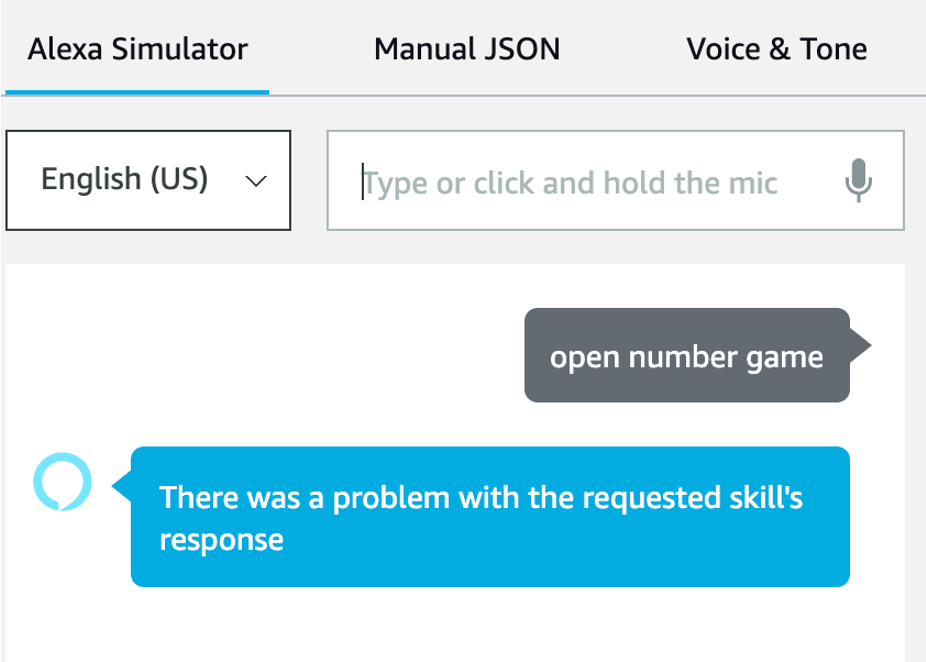 Alexa Simulator Manual JSON Voice & Tone
English (US) Type or click and hold the mic
open number game
There was a problem with the requested skill's
response